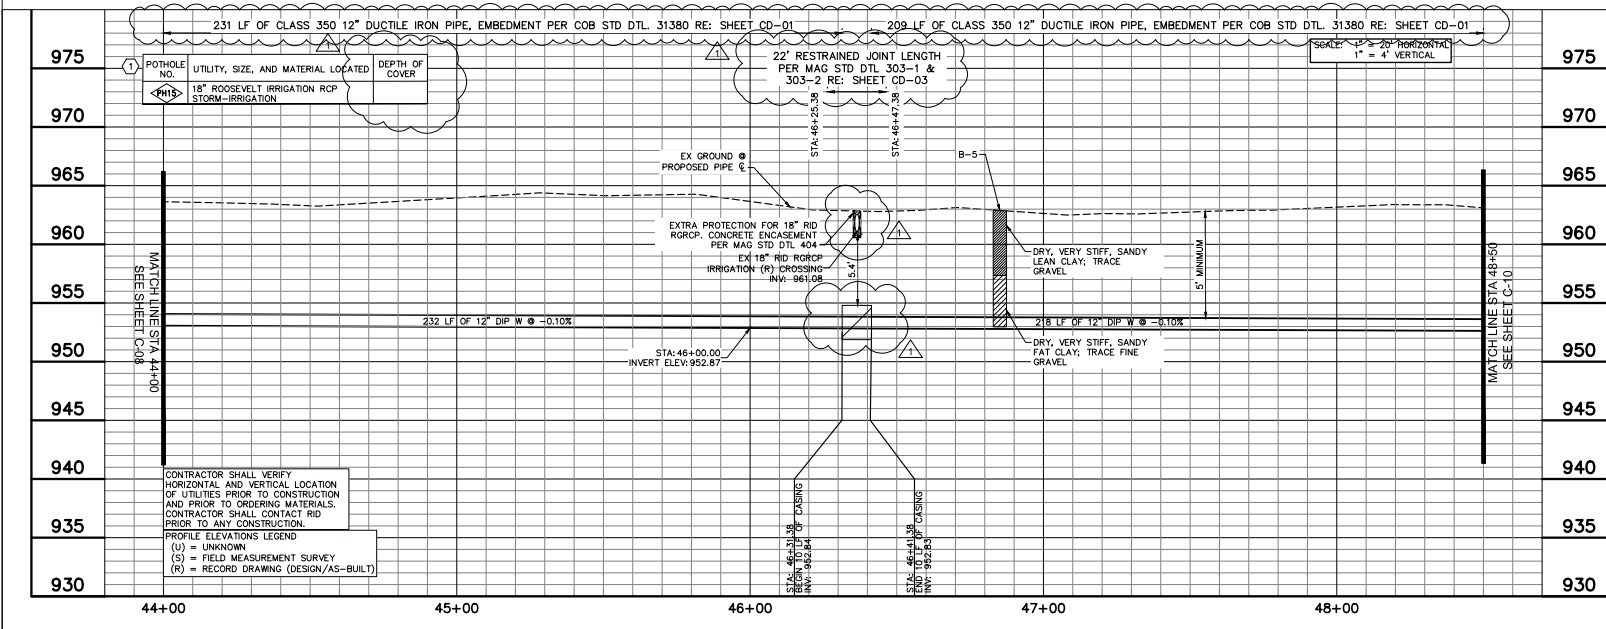 231 LF OF CLASS 350 12" DUCTILE IRON PIPE, EMBEDMENT PER COB STD DTL. 31380 RE: SHEET CD-01
209 LF OF CLASS 350 12" DUCTILE IRON PIPE, EMBEDMENT PER COB STD DTL. 31380 RE: SHEET CD-01
1
1
SCALE: 1" = 20' HORIZONTAL
1" = 4' VERTICAL
1
POTHOLE NO.
UTILITY, SIZE, AND MATERIAL LOCATED
DEPTH OF COVER
PH15
18" ROOSEVELT IRRIGATION RCP
STORM-IRRIGATION
22' RESTRAINED JOINT LENGTH
PER MAG STD DTL 303-1 &
303-2 RE: SHEET CD-03
STA:46+25.38
STA:46+47.38
975
970
965
960
955
950
945
940
935
930
975
970
965
960
955
950
945
940
935
930
EX GROUND @
PROPOSED PIPE ℄
B-5
EXTRA PROTECTION FOR 18" RID
RGRCP. CONCRETE ENCASEMENT
PER MAG STD DTL 404
1
EX 18" RID RGRCP
IRRIGATION (R) CROSSING
INV: 961.08
5.4'
DRY, VERY STIFF, SANDY
LEAN CLAY; TRACE
GRAVEL
5' MINIMUM
MATCH LINE STA 44+00
SEE SHEET C-08
MATCH LINE STA 48+50
SEE SHEET C-10
232 LF OF 12" DIP W @ -0.10%
218 LF OF 12" DIP W @ -0.10%
STA:46+00.00
INVERT ELEV:952.87
1
DRY, VERY STIFF, SANDY
FAT CLAY; TRACE FINE
GRAVEL
CONTRACTOR SHALL VERIFY
HORIZONTAL AND VERTICAL LOCATION
OF UTILITIES PRIOR TO CONSTRUCTION
AND PRIOR TO ORDERING MATERIALS.
CONTRACTOR SHALL CONTACT RID
PRIOR TO ANY CONSTRUCTION.
PROFILE ELEVATIONS LEGEND
(U) = UNKNOWN
(S) = FIELD MEASUREMENT SURVEY
(R) = RECORD DRAWING (DESIGN/AS-BUILT)
STA: 46+31.38
BEGIN 10 LF OF CASING
INV: 952.84
STA: 46+41.38
END 10 LF OF CASING
INV: 952.83
44+00
45+00
46+00
47+00
48+00